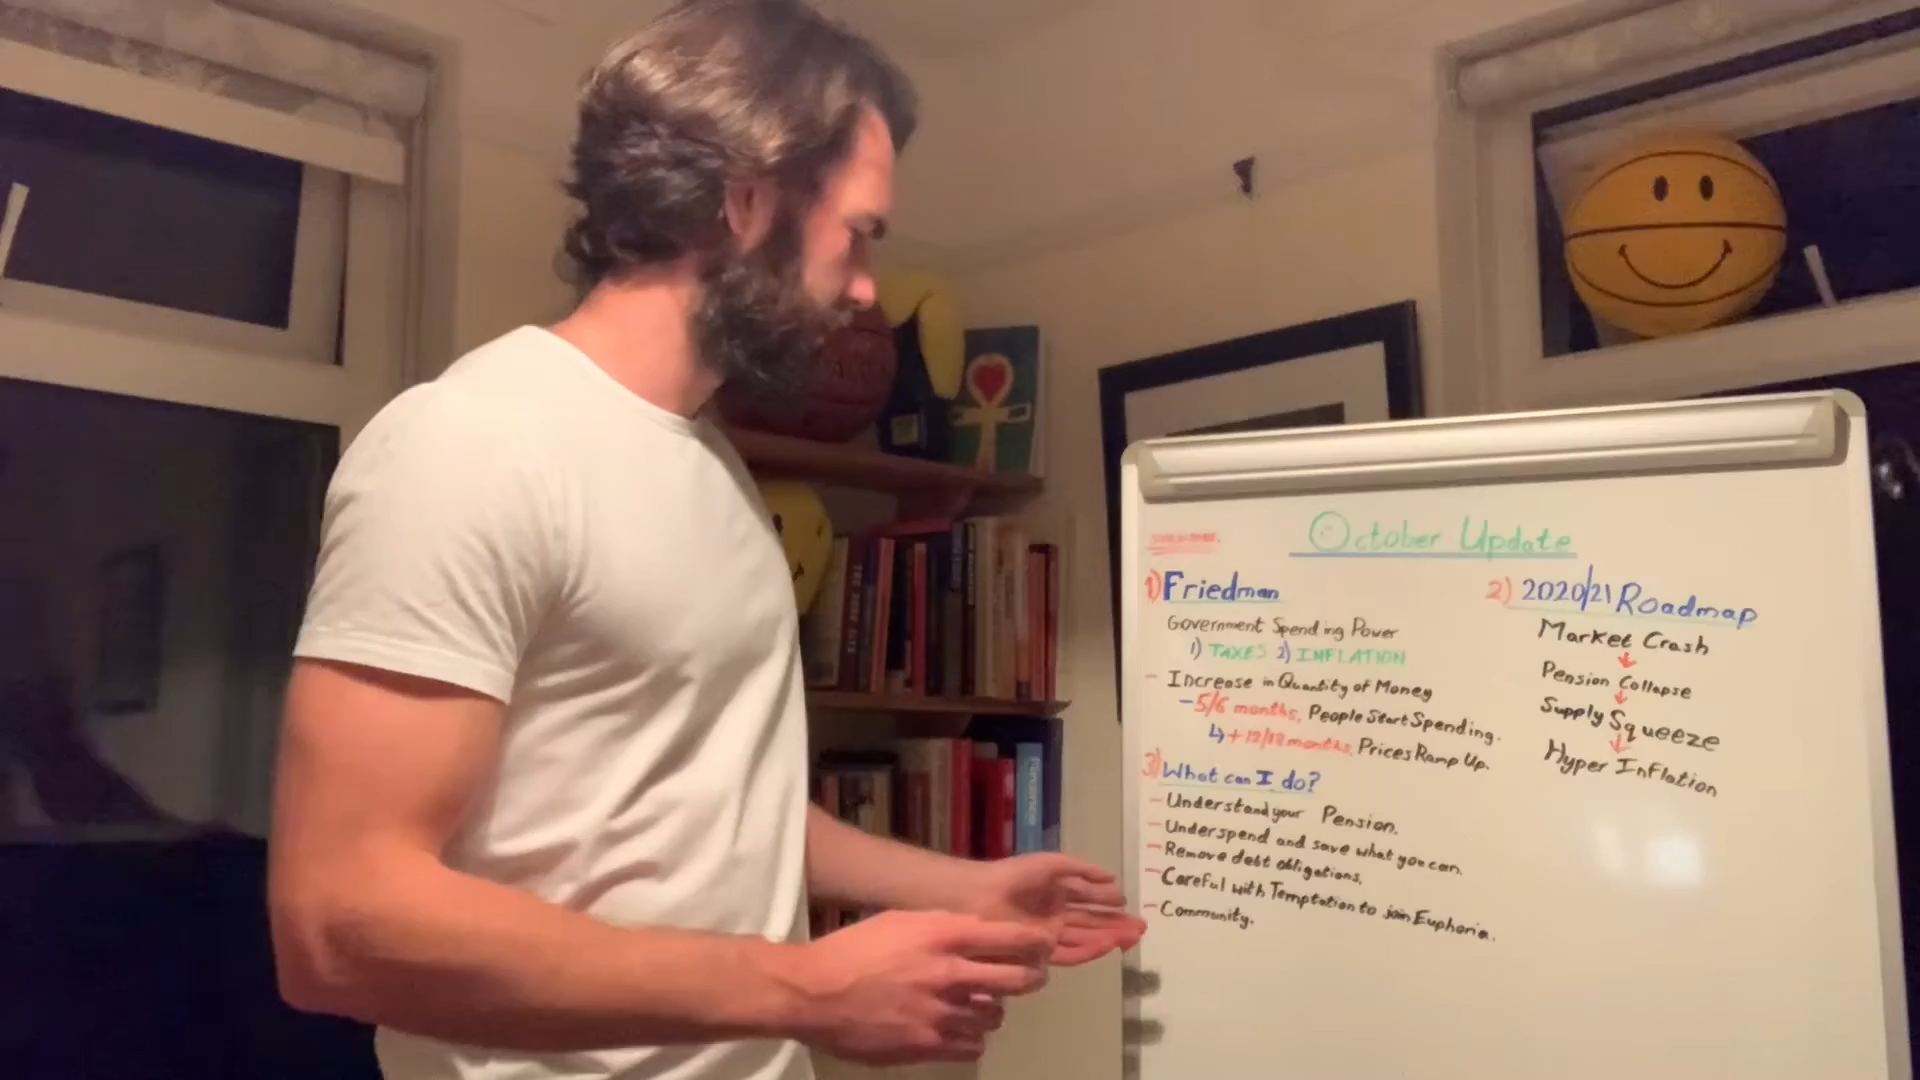 October Update
1) Friedman
Government Spending Power
1) TAXES 2) INFLATION
- Increase in Quantity of Money
- 5/6 months, People Start Spending.
↳ + 12/18 months, Prices Ramp Up.
2) 2020/21 Roadmap
Market Crash
↓
Pension Collapse
↓
Supply Squeeze
↓
Hyper Inflation
3) What can I do?
- Understand your Pension.
- Underspend and save what you can.
- Remove debt obligations.
- Careful with Temptation to join Euphoria.
- Community.
Finance